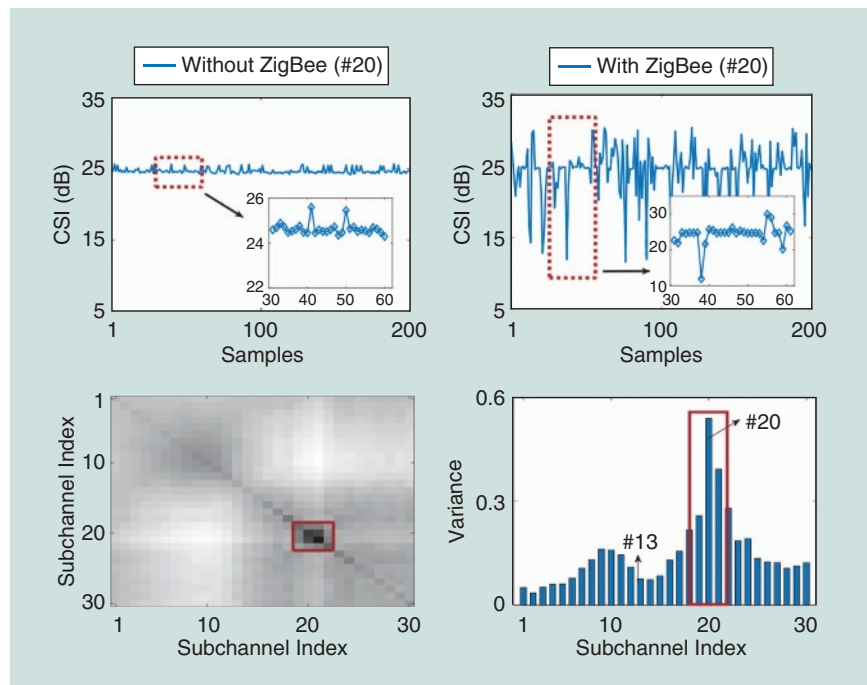 Without ZigBee (#20)
With ZigBee (#20)
35
25
15
5
CSI (dB)
26
24
22
30 40 50 60
1 100 200
Samples
35
25
15
5
CSI (dB)
30
20
10
30 40 50 60
1 100 200
Samples
1
10
20
30
Subchannel Index
1 10 20 30
Subchannel Index
0.6
0.3
0
Variance
#20
#13
1 10 20 30
Subchannel Index